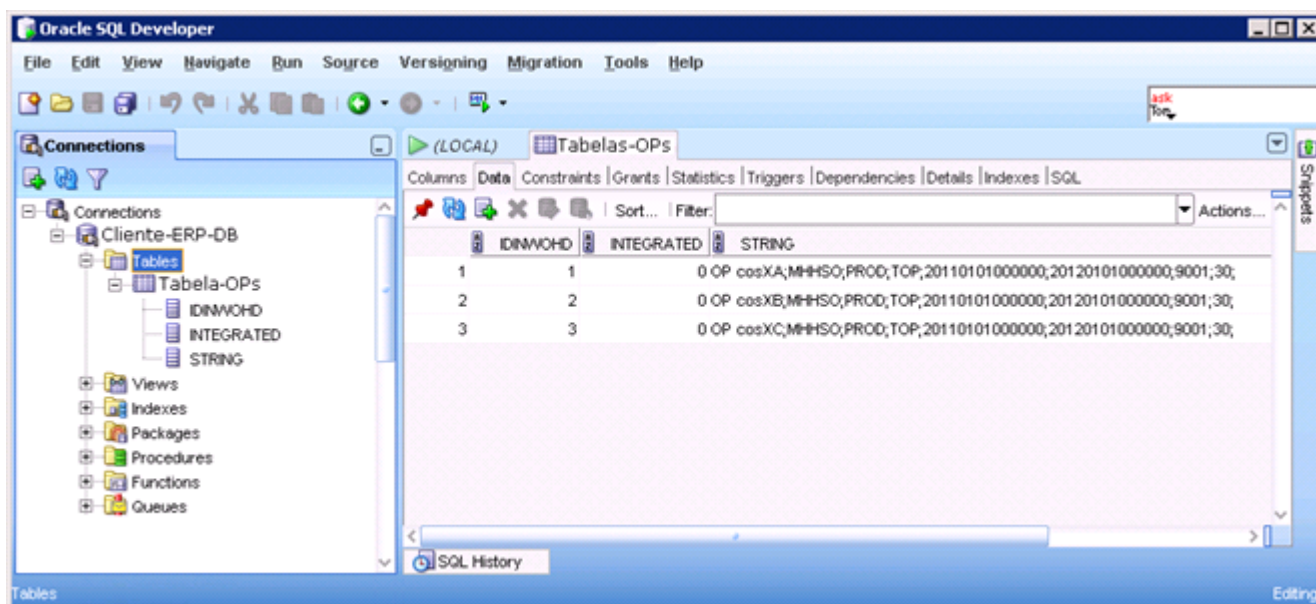 Oracle SQL Developer
File Edit View Navigate Run Source Versioning Migration Tools Help
ask
Tom
Connections
(LOCAL) Tabelas-OPs
Snippets
Columns Data Constraints |Grants |Statistics |Triggers |Dependencies |Details |Indexes |SQL
Sort... Filter: Actions...
Connections
Cliente-ERP-DB
Tables
Tabela-OPs
IDINWOHD
INTEGRATED
STRING
Views
Indexes
Packages
Procedures
Functions
Queues
IDINWOHD INTEGRATED STRING
1 1 0 OP cosXA;MHHSO;PROD;TOP;20110101000000;20120101000000;9001;30;
2 2 0 OP cosXB;MHHSO;PROD;TOP;20110101000000;20120101000000;9001;30;
3 3 0 OP cosXC;MHHSO;PROD;TOP;20110101000000;20120101000000;9001;30;
SQL History
Tables Editing